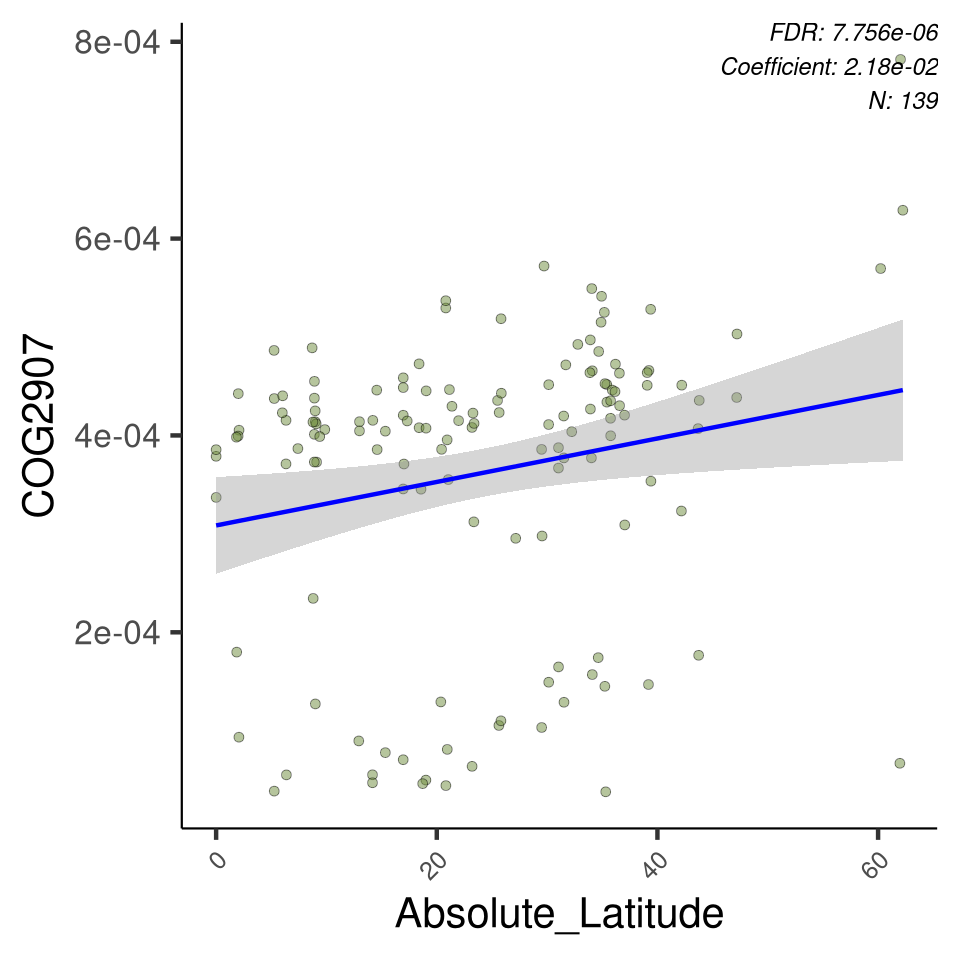 FDR: 7.756e-06
Coefficient: 2.18e-02
N: 139
8e-04
6e-04
4e-04
2e-04
COG2907
0
20
40
60
Absolute_Latitude